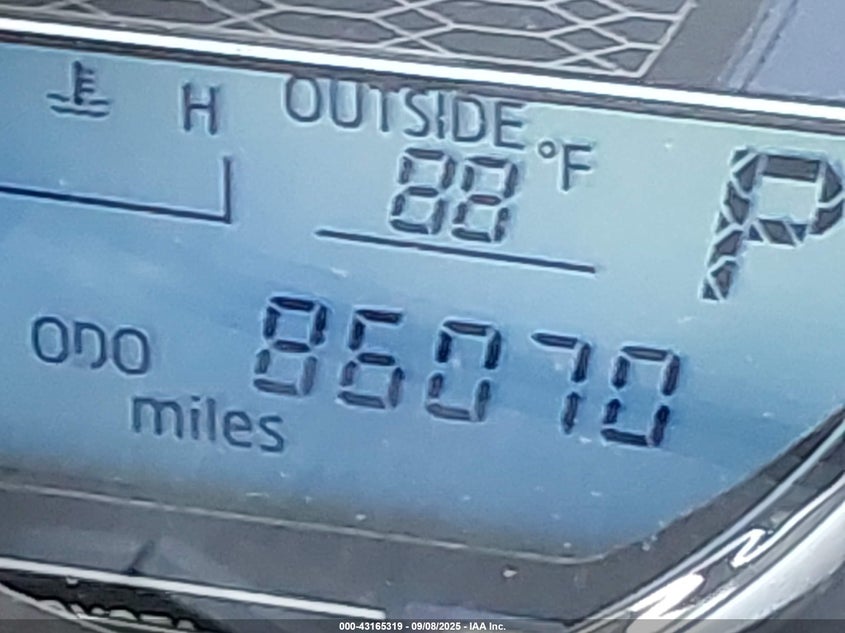 H
OUTSIDE
88 °F
P
ODO 86070
miles
000-43165319 - 09/08/2025 - IAA Inc.